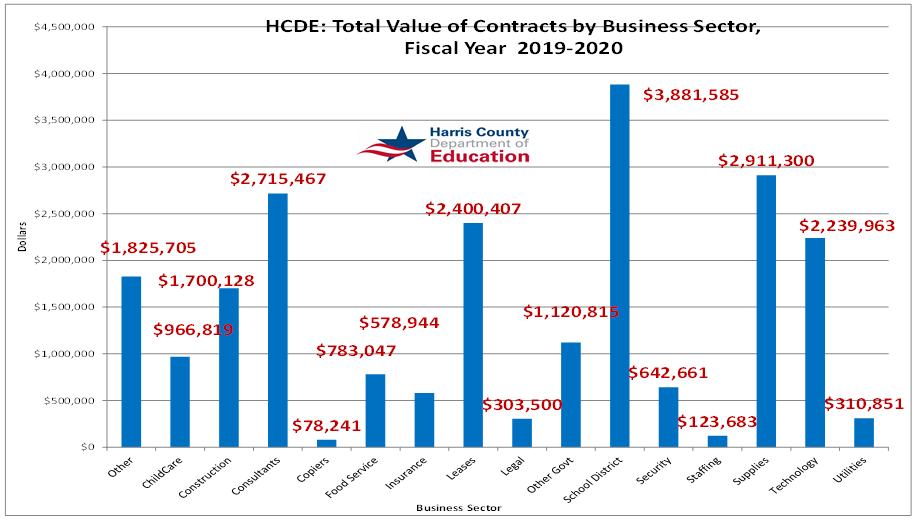 HCDE: Total Value of Contracts by Business Sector,
Fiscal Year 2019-2020
Harris County
Department of
Education
Dollars
$4,500,000
$4,000,000
$3,500,000
$3,000,000
$2,500,000
$2,000,000
$1,500,000
$1,000,000
$500,000
$0
$1,825,705
$966,819
$1,700,128
$2,715,467
$78,241
$783,047
$578,944
$2,400,407
$303,500
$1,120,815
$3,881,585
$642,661
$123,683
$2,911,300
$2,239,963
$310,851
Other
ChildCare
Construction
Consultants
Copiers
Food Service
Insurance
Leases
Legal
Other Govt
School District
Security
Staffing
Supplies
Technology
Utilities
Business Sector